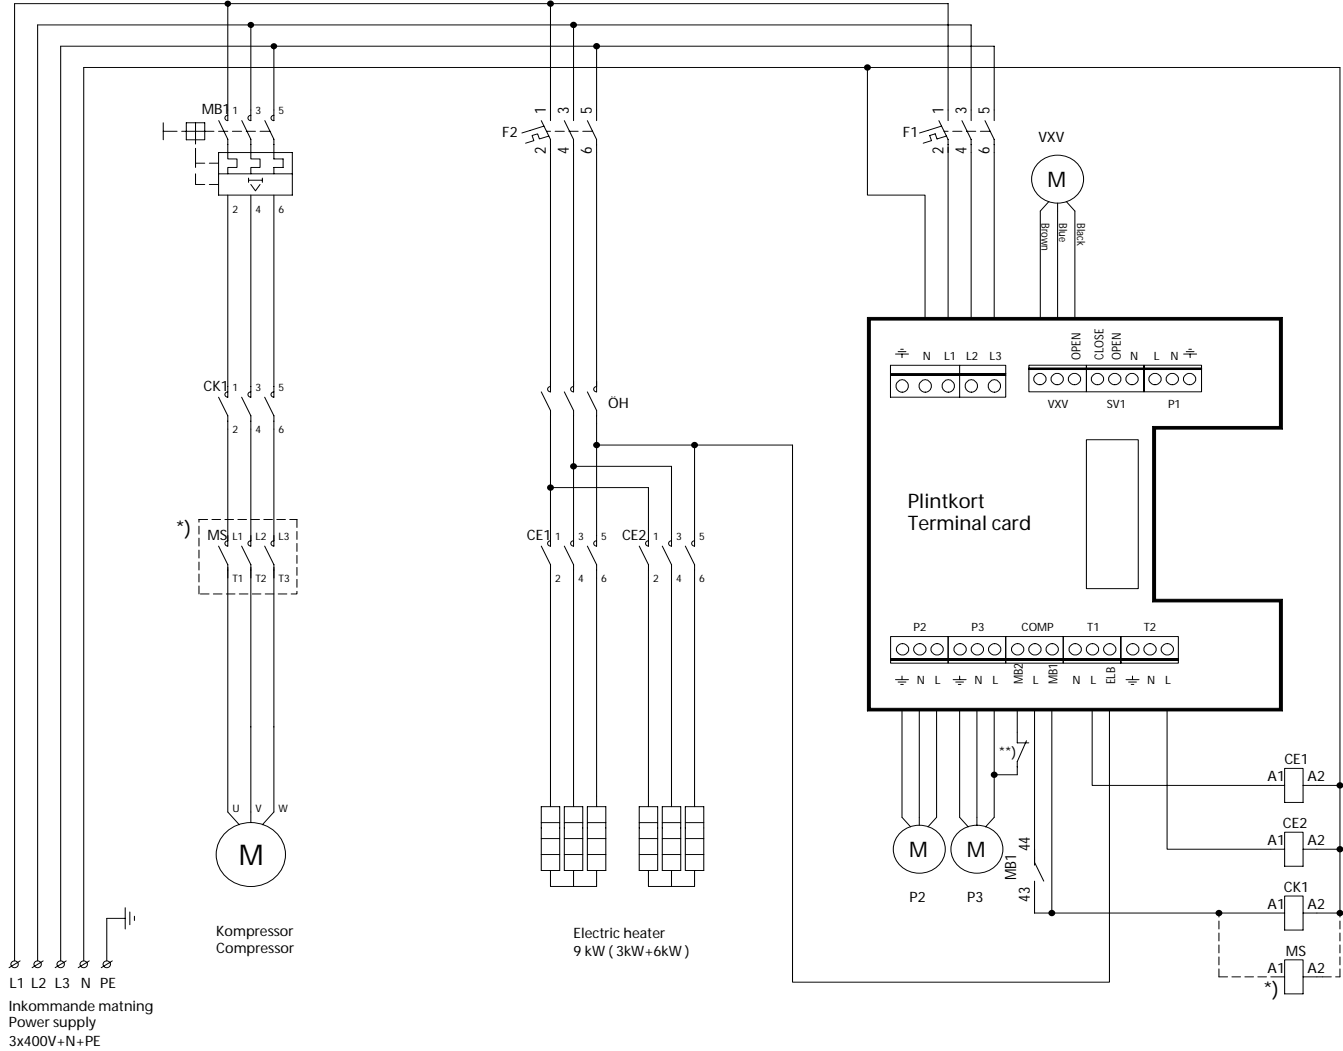 MB1 1 3 5
2 4 6
CK1 1 3 5
2 4 6
*)
MS L1 L2 L3
T1 T2 T3
U V W
M
Kompressor
Compressor
L1 L2 L3 N PE
Inkommande matning
Power supply
3x400V+N+PE
F2
1 3 5
2 4 6
ÖH
CE1 1 3 5
2 4 6
CE2 1 3 5
2 4 6
Electric heater
9 kW ( 3kW+6kW )
F1
1 3 5
2 4 6
VXV
M
Brown
Blue
Black
N L1 L2 L3
OPEN CLOSE OPEN N L N
VXV SV1 P1
Plintkort
Terminal card
P2 P3 COMP T1 T2
N L N L MB2 L MB1 N L ELB N L
**)
M
P2
M
P3
MB1
44
43
CE1
A1 A2
CE2
A1 A2
CK1
A1 A2
MS
A1 A2
*)